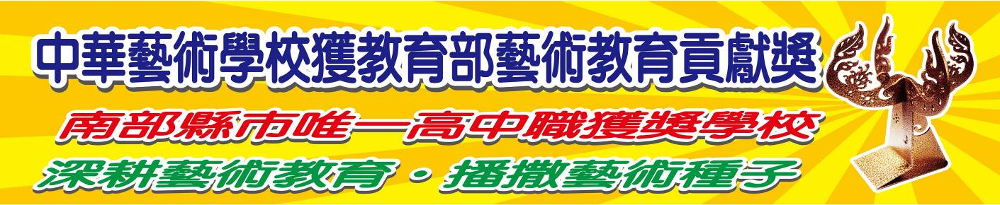 中華藝術學校獲教育部藝術教育貢獻獎
南部縣市唯一高中職獲獎學校
深耕藝術教育・播撒藝術種子